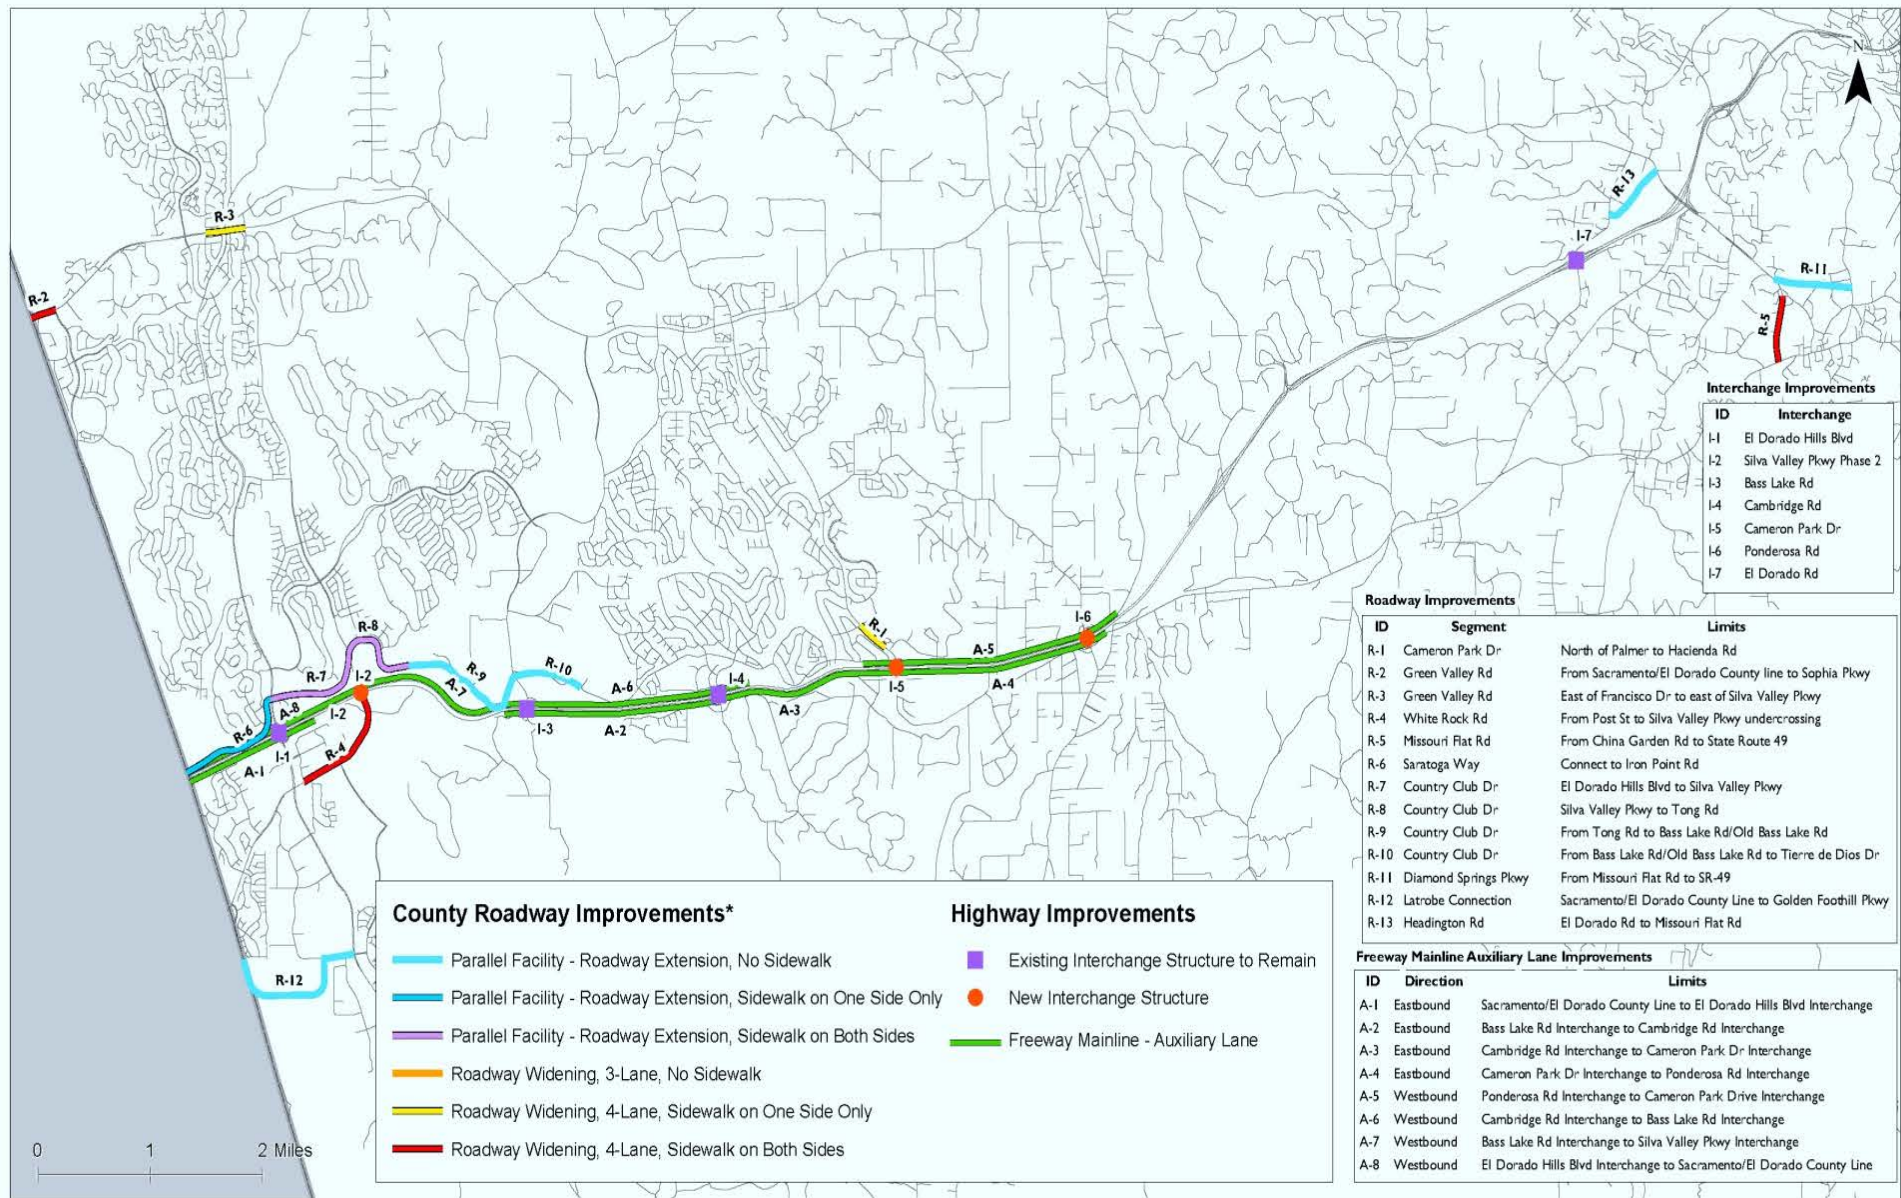 N
R-13
R-3
I-7
R-11
R-2
R-5
Interchange Improvements
ID Interchange
I-1 El Dorado Hills Blvd
I-2 Silva Valley Pkwy Phase 2
I-3 Bass Lake Rd
I-4 Cambridge Rd
I-5 Cameron Park Dr
I-6 Ponderosa Rd
I-7 El Dorado Rd
Roadway Improvements
ID Segment Limits
R-1 Cameron Park Dr North of Palmer to Hacienda Rd
R-2 Green Valley Rd From Sacramento/El Dorado County line to Sophia Pkwy
R-3 Green Valley Rd East of Francisco Dr to east of Silva Valley Pkwy
R-4 White Rock Rd From Post St to Silva Valley Pkwy undercrossing
R-5 Missouri Flat Rd From China Garden Rd to State Route 49
R-6 Saratoga Way Connect to Iron Point Rd
R-7 Country Club Dr El Dorado Hills Blvd to Silva Valley Pkwy
R-8 Country Club Dr Silva Valley Pkwy to Tong Rd
R-9 Country Club Dr From Tong Rd to Bass Lake Rd/Old Bass Lake Rd
R-10 Country Club Dr From Bass Lake Rd/Old Bass Lake Rd to Tierre de Dios Dr
R-11 Diamond Springs Pkwy From Missouri Flat Rd to SR-49
R-12 Latrobe Connection Sacramento/El Dorado County Line to Golden Foothill Pkwy
R-13 Headington Rd El Dorado Rd to Missouri Flat Rd
I-6
R-8
R-1
A-5
R-9
R-10
R-7
I-2
I-4
A-7
A-6
I-5
A-4
A-8
I-2
A-3
R-6
I-3
A-2
I-1
R-4
A-1
R-12
Freeway Mainline Auxiliary Lane Improvements
ID Direction Limits
A-1 Eastbound Sacramento/El Dorado County Line to El Dorado Hills Blvd Interchange
A-2 Eastbound Bass Lake Rd Interchange to Cambridge Rd Interchange
A-3 Eastbound Cambridge Rd Interchange to Cameron Park Dr Interchange
A-4 Eastbound Cameron Park Dr Interchange to Ponderosa Rd Interchange
A-5 Westbound Ponderosa Rd Interchange to Cameron Park Drive Interchange
A-6 Westbound Cambridge Rd Interchange to Bass Lake Rd Interchange
A-7 Westbound Bass Lake Rd Interchange to Silva Valley Pkwy Interchange
A-8 Westbound El Dorado Hills Blvd Interchange to Sacramento/El Dorado County Line
County Roadway Improvements*
Parallel Facility - Roadway Extension, No Sidewalk
Parallel Facility - Roadway Extension, Sidewalk on One Side Only
Parallel Facility - Roadway Extension, Sidewalk on Both Sides
Roadway Widening, 3-Lane, No Sidewalk
Roadway Widening, 4-Lane, Sidewalk on One Side Only
Roadway Widening, 4-Lane, Sidewalk on Both Sides
Highway Improvements
Existing Interchange Structure to Remain
New Interchange Structure
Freeway Mainline - Auxiliary Lane
0 1 2 Miles